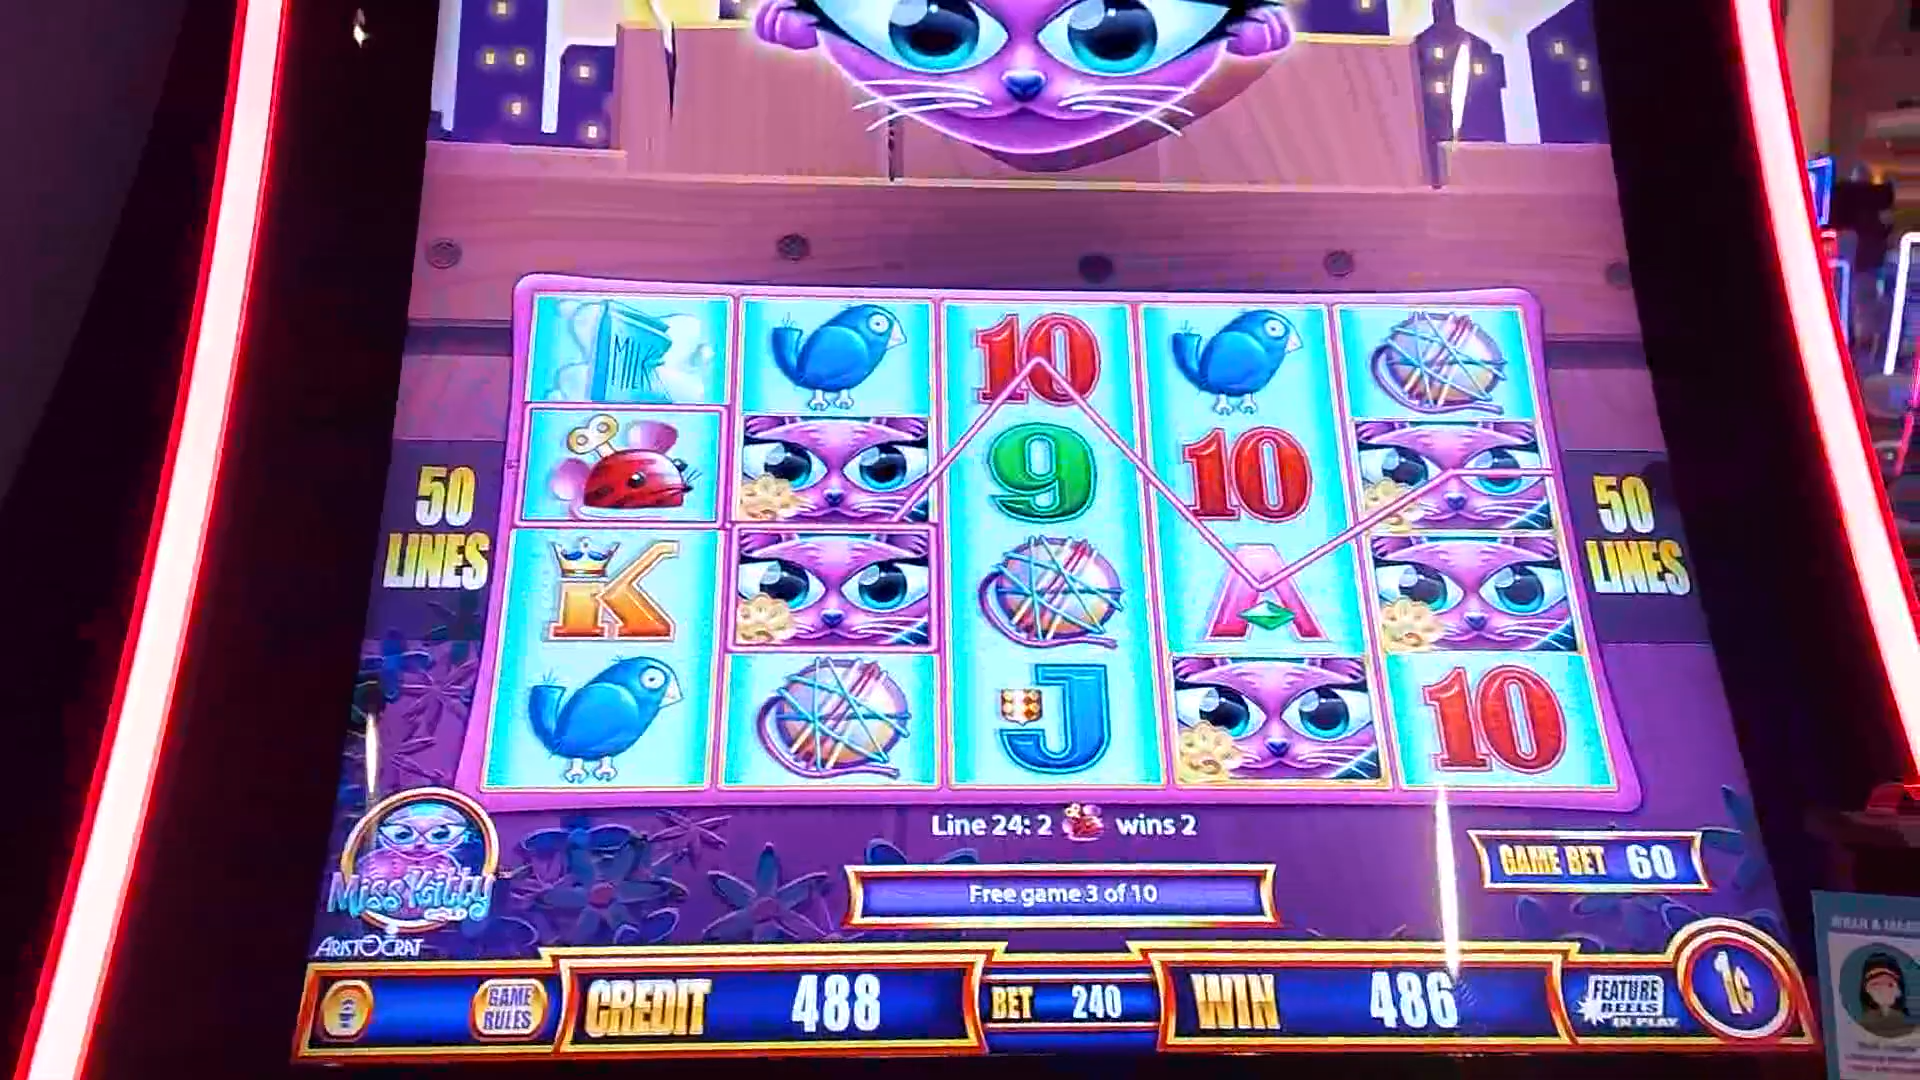 MILK
10
9
10
K
A
J
10
50
LINES
50
LINES
Line 24: 2 wins 2
GAME BET 60
Free game 3 of 10
Miss Kitty
GOLD
ARISTOCRAT
GAME
RULES
CREDIT 488
BET 240
WIN 486
FEATURE
REELS
IN PLAY
1¢